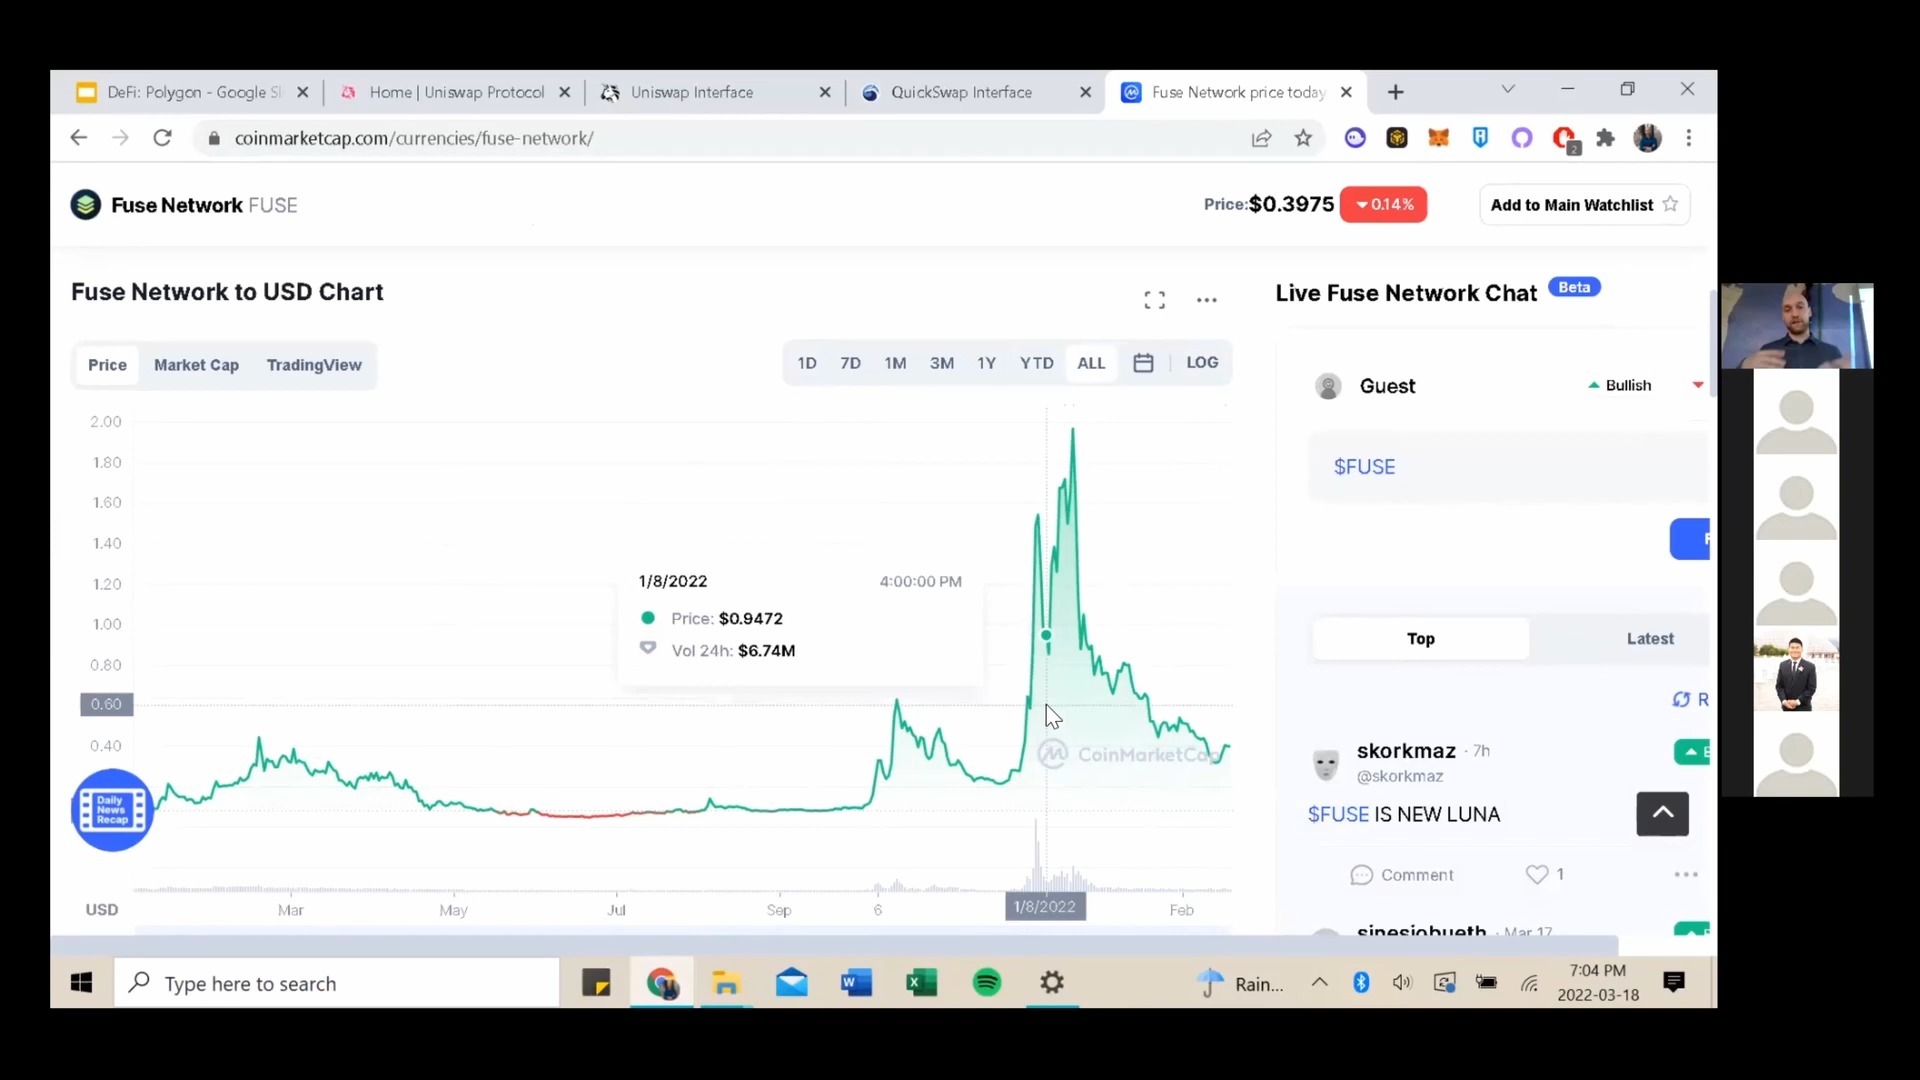 DeFi: Polygon - Google Sl
Home | Uniswap Protocol
Uniswap Interface
QuickSwap Interface
Fuse Network price today
coinmarketcap.com/currencies/fuse-network/
2
Fuse Network FUSE
Price:$0.3975
0.14%
Add to Main Watchlist
Fuse Network to USD Chart
Live Fuse Network Chat
Beta
Price
Market Cap
TradingView
1D
7D
1M
3M
1Y
YTD
ALL
LOG
Guest
Bullish
$FUSE
2.00
1.80
1.60
1.40
1.20
1.00
0.80
0.60
0.40
1/8/2022
4:00:00 PM
Price: $0.9472
Vol 24h: $6.74M
CoinMarketCap
Daily
News
Recap
USD
Mar
May
Jul
Sep
6
1/8/2022
Feb
Top
Latest
R
skorkmaz · 7h
@skorkmaz
$FUSE IS NEW LUNA
Comment
1
sinesiobueth · Mar 17
Type here to search
Rain...
7:04 PM
2022-03-18